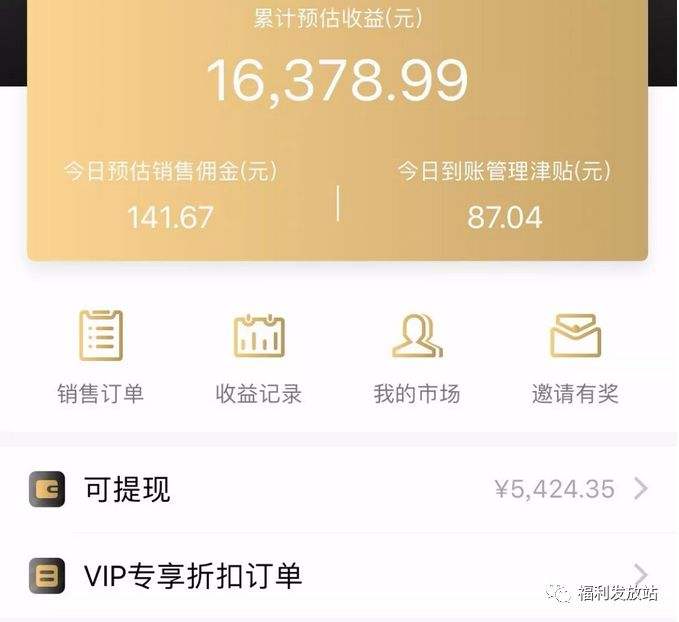 累计预估收益(元)
16,378.99
今日预估销售佣金(元) 今日到账管理津贴(元)
141.67 87.04
销售订单 收益记录 我的市场 邀请有奖
可提现 ¥5,424.35
VIP专享折扣订单
福利发放站